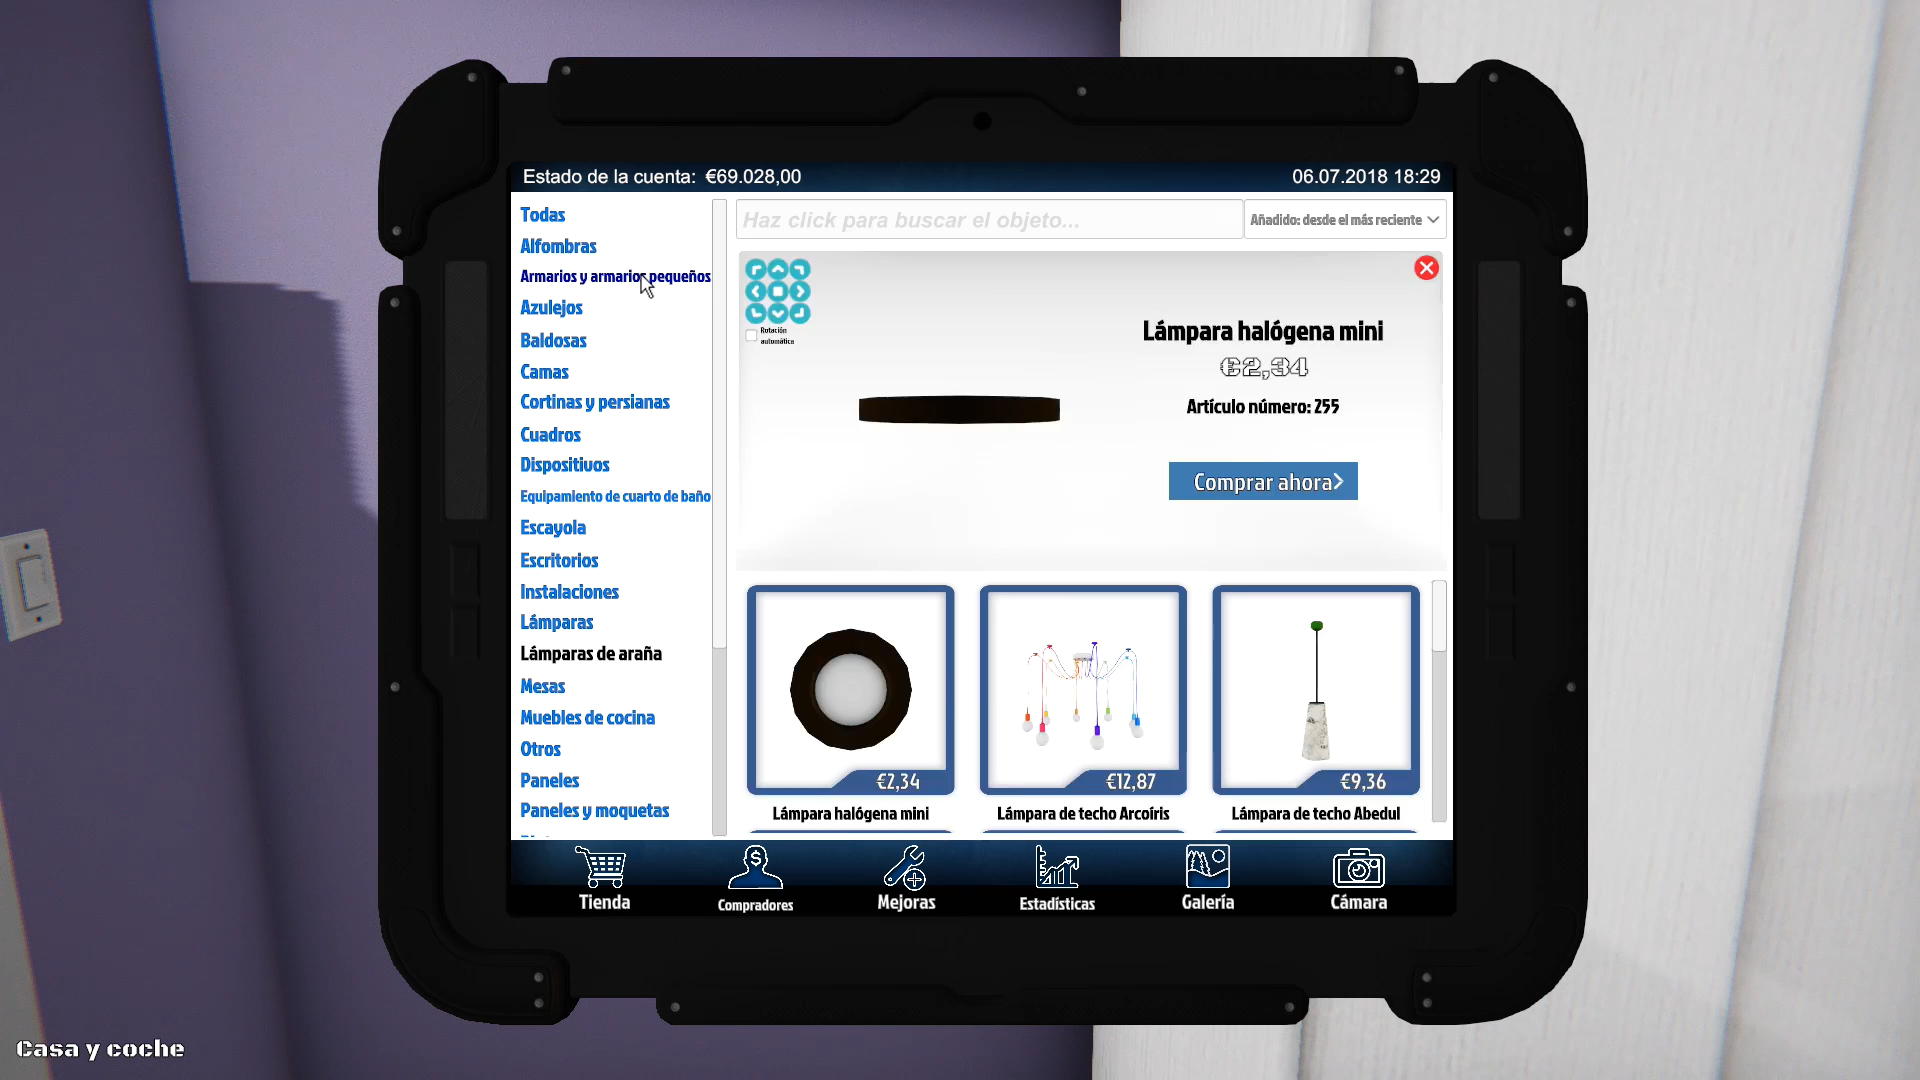 Estado de la cuenta: €69.028,00
06.07.2018 18:29
Todas
Alfombras
Armarios y armarios pequeños
Azulejos
Baldosas
Camas
Cortinas y persianas
Cuadros
Dispositivos
Equipamiento de cuarto de baño
Escayola
Escritorios
Instalaciones
Lámparas
Lámparas de araña
Mesas
Muebles de cocina
Otros
Paneles
Paneles y moquetas
Haz click para buscar el objeto...
Añadido: desde el más reciente
Rotación
automática
Lámpara halógena mini
€2,34
Artículo número: 255
Comprar ahora
€2,34
Lámpara halógena mini
€12,87
Lámpara de techo Arcoíris
€9,36
Lámpara de techo Abedul
Tienda
Compradores
Mejoras
Estadísticas
Galería
Cámara
Casa y coche